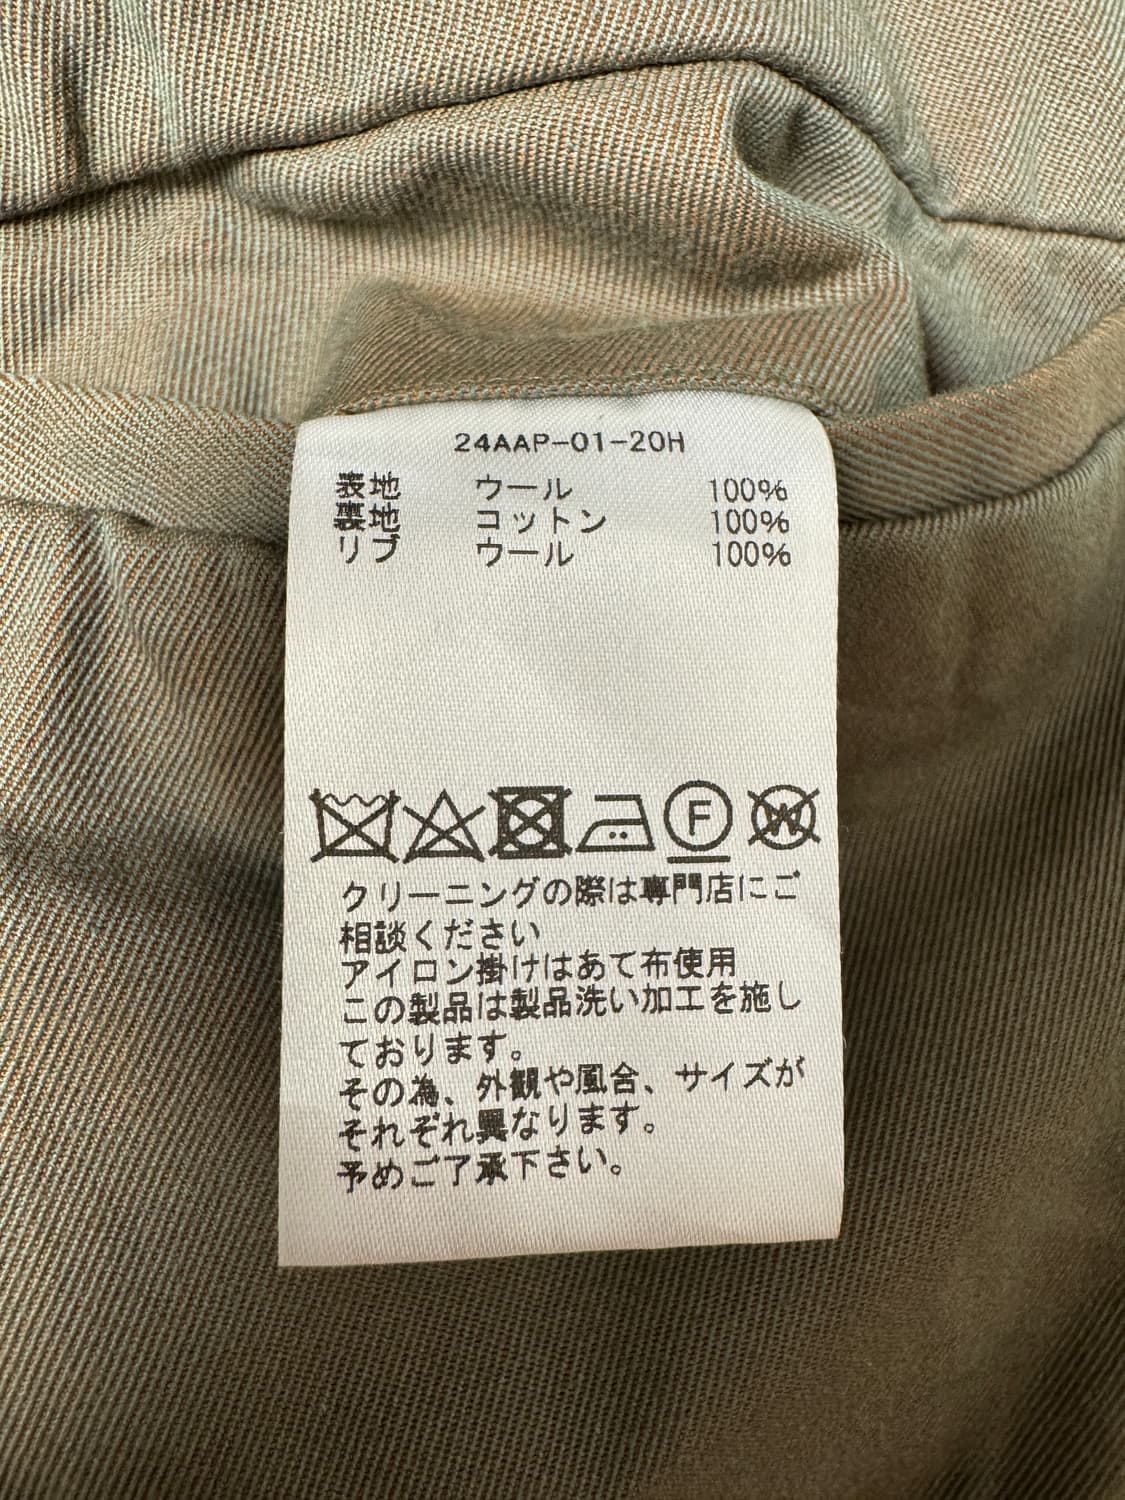 24AAP-01-20H
表地 ウール 100%
裏地 コットン 100%
リブ ウール 100%
F W
クリーニングの際は専門店にご
相談ください
アイロン掛けはあて布使用
この製品は製品洗い加工を施し
ております。
その為、外観や風合、サイズが
それぞれ異なります。
予めご了承下さい。